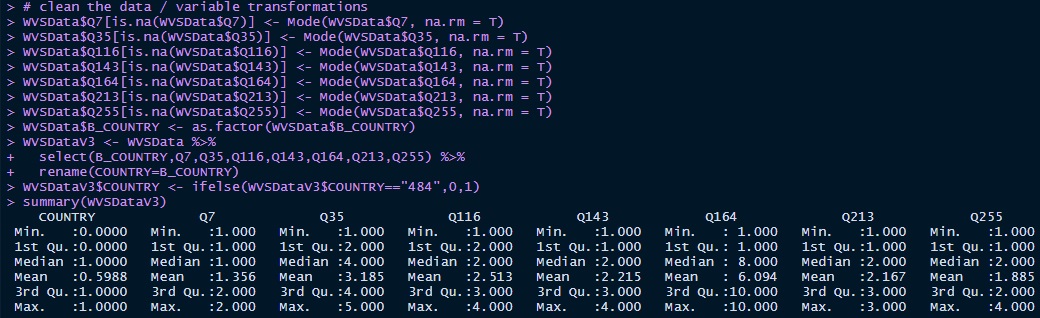 > # clean the data / variable transformations
> WVSData$Q7[is.na(WVSData$Q7)] <- Mode(WVSData$Q7, na.rm = T)
> WVSData$Q35[is.na(WVSData$Q35)] <- Mode(WVSData$Q35, na.rm = T)
> WVSData$Q116[is.na(WVSData$Q116)] <- Mode(WVSData$Q116, na.rm = T)
> WVSData$Q143[is.na(WVSData$Q143)] <- Mode(WVSData$Q143, na.rm = T)
> WVSData$Q164[is.na(WVSData$Q164)] <- Mode(WVSData$Q164, na.rm = T)
> WVSData$Q213[is.na(WVSData$Q213)] <- Mode(WVSData$Q213, na.rm = T)
> WVSData$Q255[is.na(WVSData$Q255)] <- Mode(WVSData$Q255, na.rm = T)
> WVSData$B_COUNTRY <- as.factor(WVSData$B_COUNTRY)
> WVSDataV3 <- WVSData %>%
+   select(B_COUNTRY,Q7,Q35,Q116,Q143,Q164,Q213,Q255) %>%
+   rename(COUNTRY=B_COUNTRY)
> WVSDataV3$COUNTRY <- ifelse(WVSDataV3$COUNTRY=="484",0,1)
> summary(WVSDataV3)
    COUNTRY             Q7             Q35             Q116            Q143            Q164             Q213            Q255
 Min.   :0.0000   Min.   :1.000   Min.   :1.000   Min.   :1.000   Min.   :1.000   Min.   : 1.000   Min.   :1.000   Min.   :1.000
 1st Qu.:0.0000   1st Qu.:1.000   1st Qu.:2.000   1st Qu.:2.000   1st Qu.:1.000   1st Qu.: 1.000   1st Qu.:1.000   1st Qu.:1.000
 Median :1.0000   Median :1.000   Median :4.000   Median :2.000   Median :2.000   Median : 8.000   Median :2.000   Median :2.000
 Mean   :0.5988   Mean   :1.356   Mean   :3.185   Mean   :2.513   Mean   :2.215   Mean   : 6.094   Mean   :2.167   Mean   :1.885
 3rd Qu.:1.0000   3rd Qu.:2.000   3rd Qu.:4.000   3rd Qu.:3.000   3rd Qu.:3.000   3rd Qu.:10.000   3rd Qu.:3.000   3rd Qu.:2.000
 Max.   :1.0000   Max.   :2.000   Max.   :5.000   Max.   :4.000   Max.   :4.000   Max.   :10.000   Max.   :4.000   Max.   :4.000